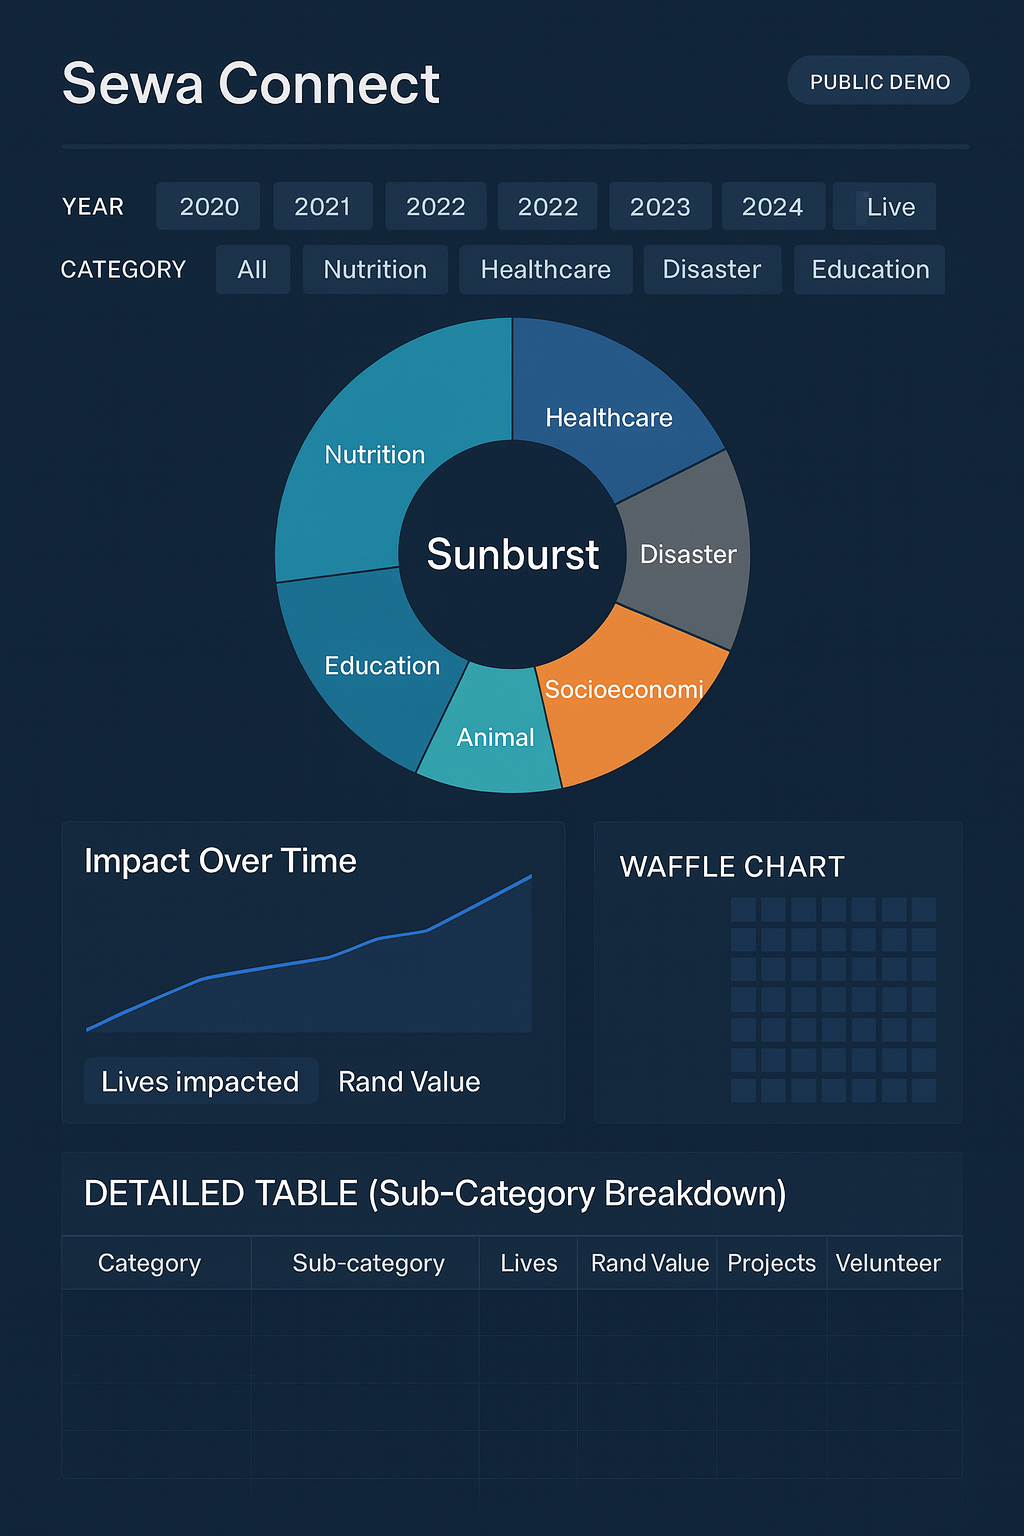 Sewa Connect
PUBLIC DEMO
YEAR 2020 2021 2022 2022 2023 2024 Live
CATEGORY All Nutrition Healthcare Disaster Education
Healthcare
Nutrition
Sunburst
Disaster
Education
Socioeconomi
Animal
Impact Over Time
Lives impacted Rand Value
WAFFLE CHART
DETAILED TABLE (Sub-Category Breakdown)
Category Sub-category Lives Rand Value Projects Velunteer